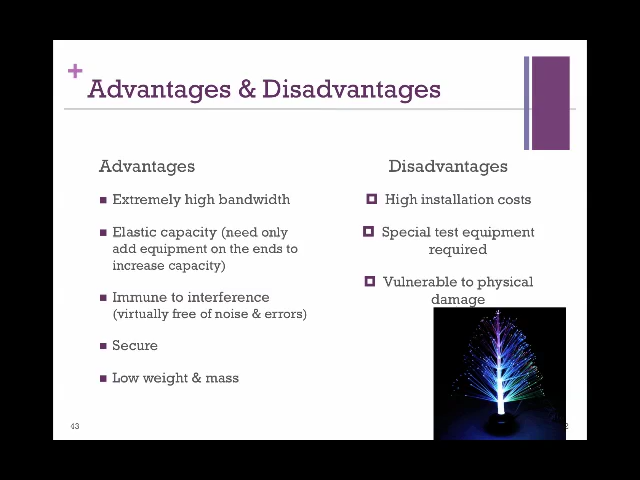 +
Advantages & Disadvantages
Advantages
Extremely high bandwidth
Elastic capacity (need only
add equipment on the ends to
increase capacity)
Immune to interference
(virtually free of noise & errors)
Secure
Low weight & mass
Disadvantages
High installation costs
Special test equipment
required
Vulnerable to physical
damage
43